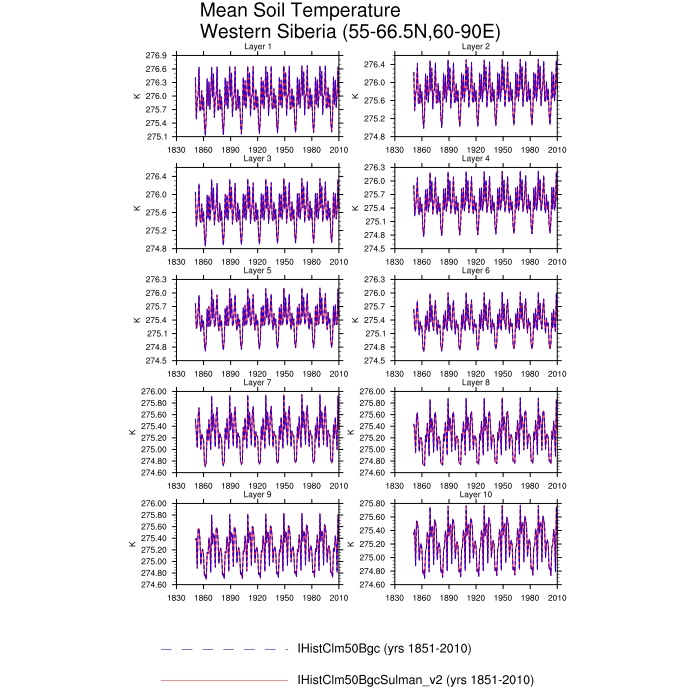 Mean Soil Temperature
Western Siberia (55-66.5N,60-90E)
Layer 1
276.9
276.6
276.3
276.0
275.7
275.4
275.1
K
1830 1860 1890 1920 1950 1980 2010
Layer 2
276.4
276.0
275.6
275.2
274.8
K
1830 1860 1890 1920 1950 1980 2010
Layer 3
276.4
276.0
275.6
275.2
274.8
K
1830 1860 1890 1920 1950 1980 2010
Layer 4
276.3
276.0
275.7
275.4
275.1
274.8
274.5
K
1830 1860 1890 1920 1950 1980 2010
Layer 5
276.3
276.0
275.7
275.4
275.1
274.8
274.5
K
1830 1860 1890 1920 1950 1980 2010
Layer 6
276.3
276.0
275.7
275.4
275.1
274.8
274.5
K
1830 1860 1890 1920 1950 1980 2010
Layer 7
276.00
275.80
275.60
275.40
275.20
275.00
274.80
274.60
K
1830 1860 1890 1920 1950 1980 2010
Layer 8
276.00
275.80
275.60
275.40
275.20
275.00
274.80
274.60
K
1830 1860 1890 1920 1950 1980 2010
Layer 9
276.00
275.80
275.60
275.40
275.20
275.00
274.80
274.60
K
1830 1860 1890 1920 1950 1980 2010
Layer 10
275.80
275.60
275.40
275.20
275.00
274.80
274.60
K
1830 1860 1890 1920 1950 1980 2010
IHistClm50Bgc (yrs 1851-2010)
IHistClm50BgcSulman_v2 (yrs 1851-2010)